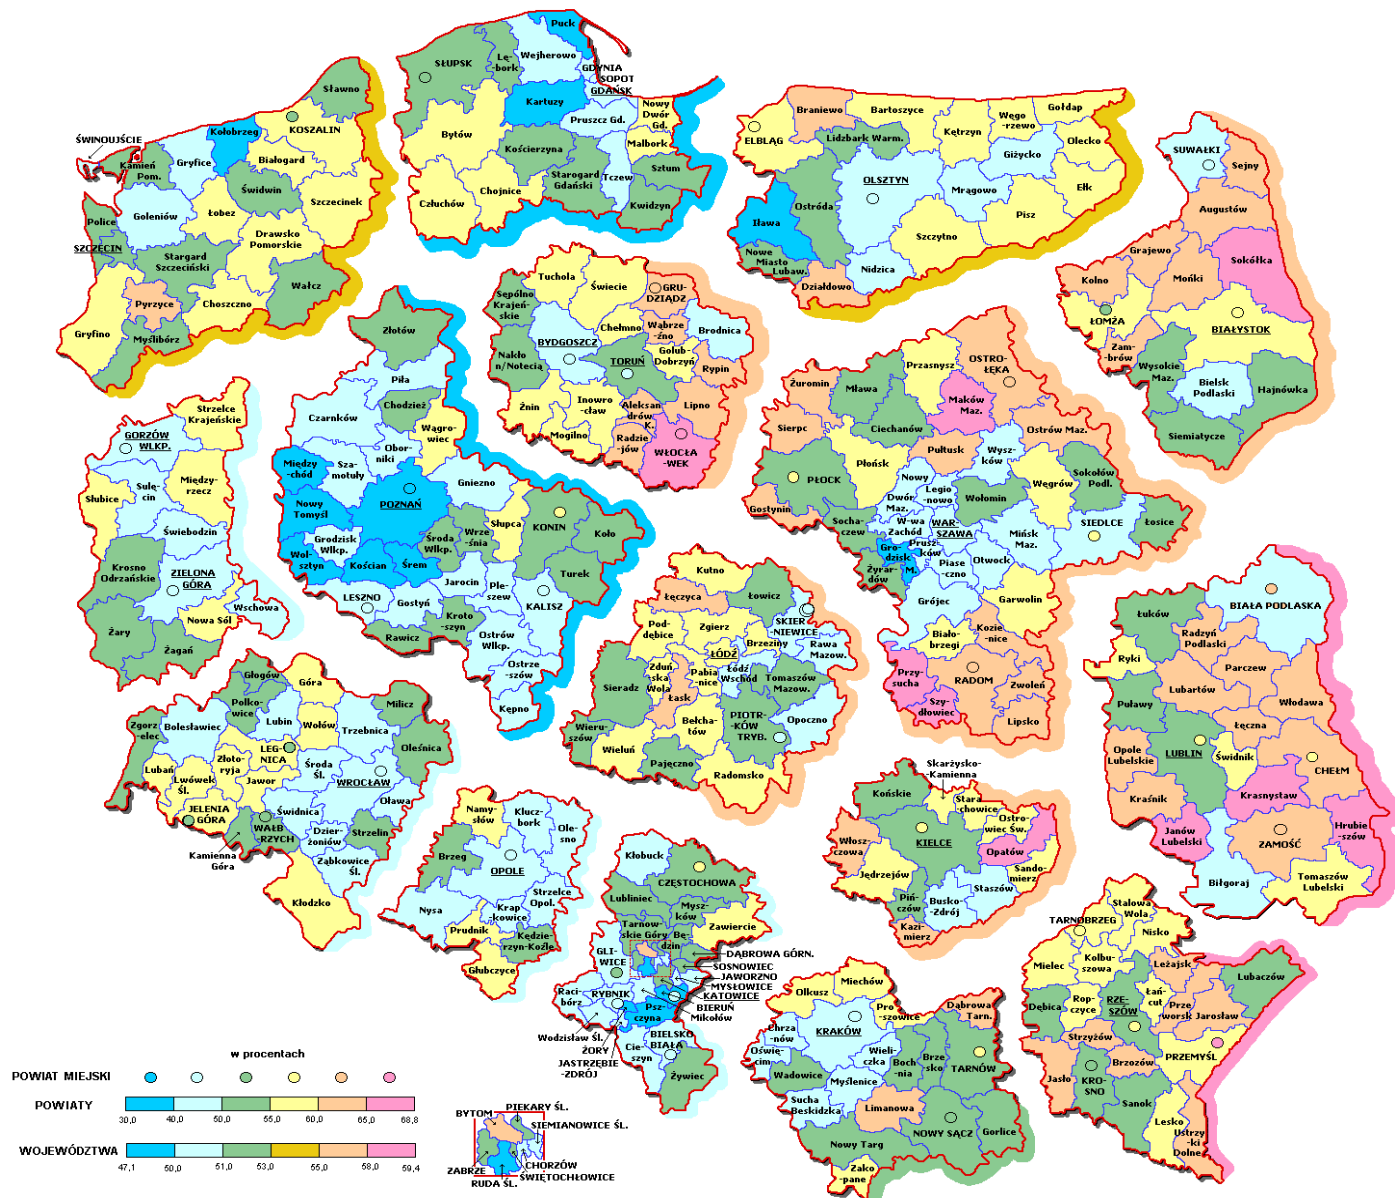 Puck
SŁUPSK
Lę-
bork
Wejherowo
GDYNIA
SOPOT
GDAŃSK
Kartuzy
Pruszcz Gd.
Nowy
Dwór
Gd.
Malbork
Bytów
Kościerzyna
Starogard
Gdański
Tczew
Sztum
Kwidzyn
Chojnice
Człuchów
Sławno
KOSZALIN
Kołobrzeg
ŚWINOUJŚCIE
Kamień
Pom.
Gryfice
Białogard
Świdwin
Szczecinek
Police
Goleniów
Łobez
Drawsko
Pomorskie
SZCZECIN
Stargard
Szczeciński
Wałcz
Pyrzyce
Choszczno
Gryfino
Myślibórz
Braniewo
Bartoszyce
Gołdap
ELBLĄG
Lidzbark Warm.
Kętrzyn
Węgo
-rzewo
Olecko
Giżycko
OLSZTYN
Mrągowo
Ełk
Ostróda
Iława
Pisz
Szczytno
Nowe
Miasto
Lubaw.
Nidzica
Działdowo
SUWAŁKI
Sejny
Augustów
Grajewo
Sokółka
Kolno
Mońki
ŁOMŻA
BIAŁYSTOK
Zam-
-brów
Wysokie
Maz.
Bielsk
Podlaski
Hajnówka
Siemiatycze
Tuchola
Świecie
GRU-
DZIĄDZ
Sępólno
Krajeń-
skie
Chełmno
Wąbrze
-źno
Brodnica
BYDGOSZCZ
TORUŃ
Golub-
Dobrzyń
Rypin
Nakło
n/Notecią
Żnin
Inowro
-cław
Aleksan
drów
K.
Lipno
Mogilno
Radzie
-jów
WŁOCŁA
-WEK
Złotów
Piła
Chodzież
Czarnków
Wągro-
wiec
Obor-
niki
Między
-chód
Sza-
motuły
Gniezno
POZNAŃ
Nowy
Tomyśl
Słupca
KONIN
Koło
Grodzisk
Wlkp.
Środa
Wlkp.
Wrze-
śnia
Wol-
sztyn
Kościan
Śrem
Turek
Jarocin
Ple-
szew
LESZNO
Gostyń
KALISZ
Kroto
-szyn
Rawicz
Ostrów
Wlkp.
Ostrze
-szów
Kępno
Strzelce
Krajeńskie
GORZÓW
WLKP.
Między-
rzecz
Sulę-
cin
Słubice
Świebodzin
Krosno
Odrzańskie
ZIELONA
GÓRA
Wschowa
Nowa Sól
Żary
Żagań
OSTRO-
ŁĘKA
Przasnysz
Żuromin
Mława
Maków
Maz.
Ciechanów
Sierpc
Ostrów Maz.
Pułtusk
Wysz-
ków
Płońsk
PŁOCK
Nowy
Dwór
Maz.
Legio
-nowo
Wołomin
Węgrów
Sokołów
Podl.
Gostynin
Socha-
czew
W-wa
Zachód
WAR-
SZAWA
Mińsk
Maz.
SIEDLCE
Łosice
Gro-
dzisk
M.
Prusz-
ków
Żyrar-
dów
Piase
-czno
Otwock
Grójec
Garwolin
Biało-
brzegi
Kozie
-nice
Przy-
sucha
RADOM
Zwoleń
Szy-
dłowiec
Lipsko
Kutno
Łęczyca
Łowicz
Pod-
dębice
Zgierz
SKIER
-NIEWICE
Brzeziny
Rawa
Mazow.
ŁÓDŹ
Zduń
-ska
Wola
Pabia
-nice
Łódź
Wschód
Tomaszów
Mazow.
Sieradz
Łask
Wieru-
szów
Bełcha-
tów
PIOTR-
-KÓW
TRYB.
Opoczno
Wieluń
Pajęczno
Radomsko
BIAŁA PODLASKA
Łuków
Radzyń
Podlaski
Ryki
Parczew
Puławy
Lubartów
Włodawa
Łęczna
LUBLIN
Opole
Lubelskie
Świdnik
CHEŁM
Kraśnik
Krasnystaw
Hrubie
-szów
Janów
Lubelski
ZAMOŚĆ
Biłgoraj
Tomaszów
Lubelski
Głogów
Góra
Polko-
wice
Milicz
Zgorz
-elec
Bolesławiec
Lubin
Wołów
Trzebnica
Oleśnica
LEG-
NICA
Złoto-
ryja
Środa
Śl.
WROCŁAW
Lubań
Lwówek
Śl.
Jawor
Oława
JELENIA
GÓRA
Świdnica
WAŁB
-RZYCH
Dzier-
żoniów
Strzelin
Kamienna
Góra
Ząbkowice
Śl.
Kłodzko
Namy-
słów
Klucz-
bork
Ole-
sno
Brzeg
OPOLE
Strzelce
Opol.
Nysa
Krap
-kowice
Prudnik
Kędzie-
rzyn-Koźle
Głubczyce
Kłobuck
CZĘSTOCHOWA
Lubliniec
Mysz-
ków
Zawiercie
Tarnow
-skie Góry
Bę-
dzin
GLI-
WICE
DĄBROWA GÓRN.
SOSNOWIEC
JAWORZNO
MYSŁOWICE
KATOWICE
BIERUŃ
Mikołów
Raci-
bórz
RYBNIK
Psz-
czyna
Wodzisław Śl.
ŻORY
JASTRZĘBIE
-ZDRÓJ
BIELSKO
BIAŁA
Cie-
szyn
Żywiec
Skarżysko-
-Kamienna
Końskie
Stara
-chowice
Ostro-
wiec Św.
Włosz-
czowa
KIELCE
Opatów
Jędrzejów
Sando-
mierz
Piń-
czów
Staszów
Busko-
-Zdrój
Kazi-
mierz
Olkusz
Miechów
Dąbrowa
Tarn.
Pro-
szowice
Chrza
-nów
KRAKÓW
Oświę-
cim
Wieli-
czka
Boch
-nia
Brze
-sko
TARNÓW
Wadowice
Myślenice
Sucha
Beskidzka
Limanowa
NOWY SĄCZ
Gorlice
Nowy Targ
Zako
-pane
Stalowa
Wola
TARNOBRZEG
Nisko
Mielec
Kolbu-
szowa
Leżajsk
Lubaczów
Dębica
Rop-
czyce
RZE-
SZÓW
Łań-
cut
Prze
worsk
Jarosław
Strzyżów
PRZEMYŚL
Jasło
KRO-
SNO
Brzozów
Sanok
Lesko
Ustrzy
-ki
Dolne
w procentach
POWIAT MIEJSKI
POWIATY
33,0 40,0 50,0 55,0 60,0 65,0 68,8
WOJEWÓDZTWA
47,1 50,0 51,0 53,0 55,0 58,0 59,4
BYTOM
PIEKARY ŚL.
SIEMIANOWICE ŚL.
ZABRZE
CHORZÓW
ŚWIĘTOCHŁOWICE
RUDA ŚL.